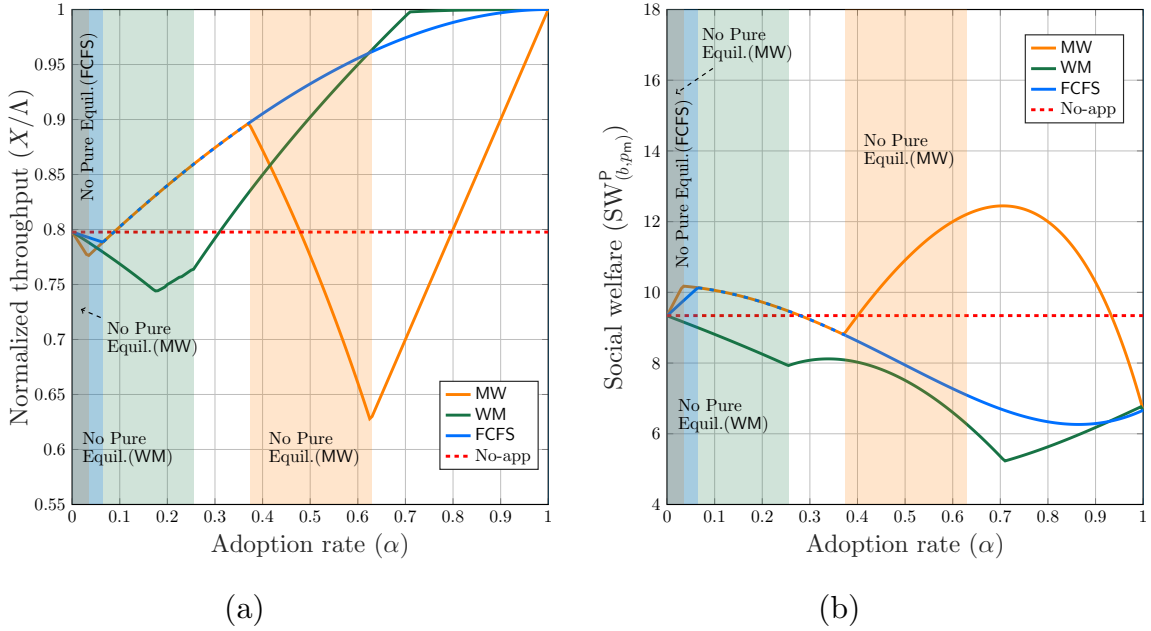 Normalized throughput (X/Λ)
1
0.95
0.9
0.85
0.8
0.75
0.7
0.65
0.6
0.55
No Pure Equil.(FCFS)
No Pure
Equil.(MW)
No Pure
Equil.(WM)
No Pure
Equil.(MW)
MW
WM
FCFS
No-app
0 0.1 0.2 0.3 0.4 0.5 0.6 0.7 0.8 0.9 1
Adoption rate (α)
(a)
Social welfare (SW^P_{(b,p_m)})
18
16
14
12
10
8
6
4
No Pure
Equil.(MW)
No Pure Equil.(FCFS)
No Pure
Equil.(MW)
No Pure
Equil.(WM)
MW
WM
FCFS
No-app
0 0.1 0.2 0.3 0.4 0.5 0.6 0.7 0.8 0.9 1
Adoption rate (α)
(b)